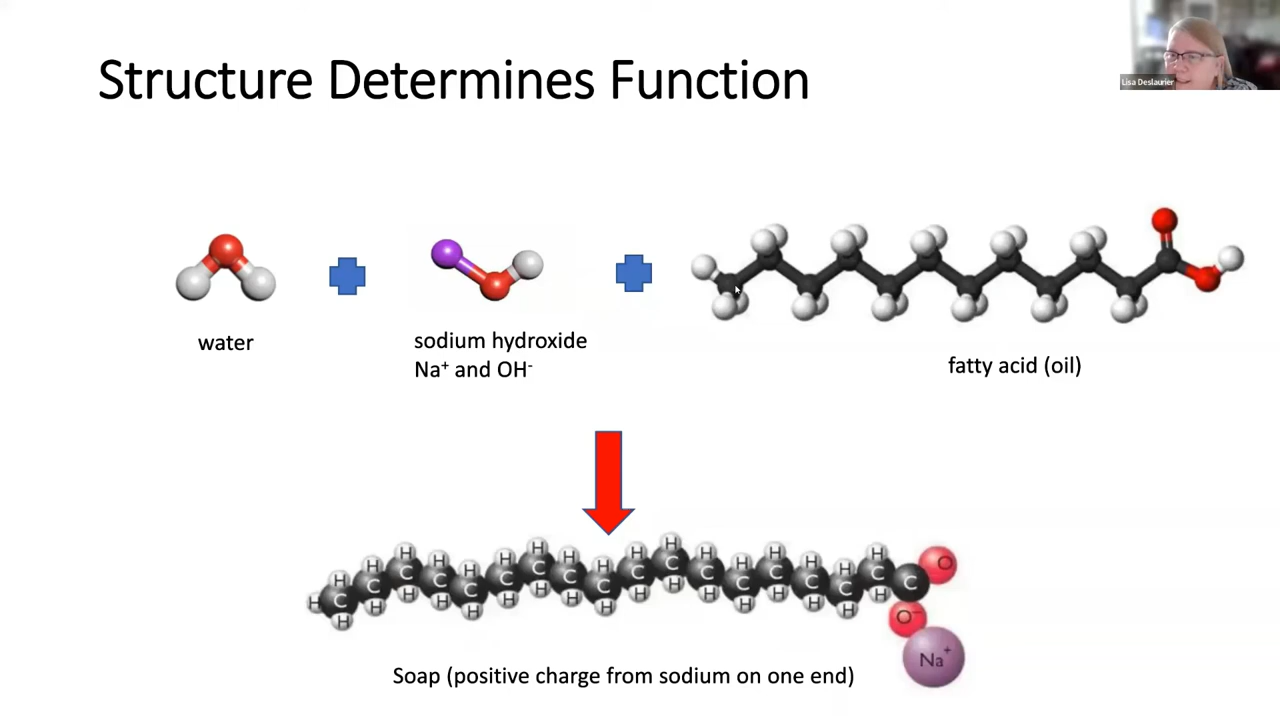 Lisa Deslaurier
Structure Determines Function
water
sodium hydroxide
Na⁺ and OH⁻
fatty acid (oil)
H H H H H H H H H H H H H H H H H O
H C C C C C C C C C C C C C C C C C C
H H H H H H H H H H H H H H H H H
O⁻
Na⁺
Soap (positive charge from sodium on one end)